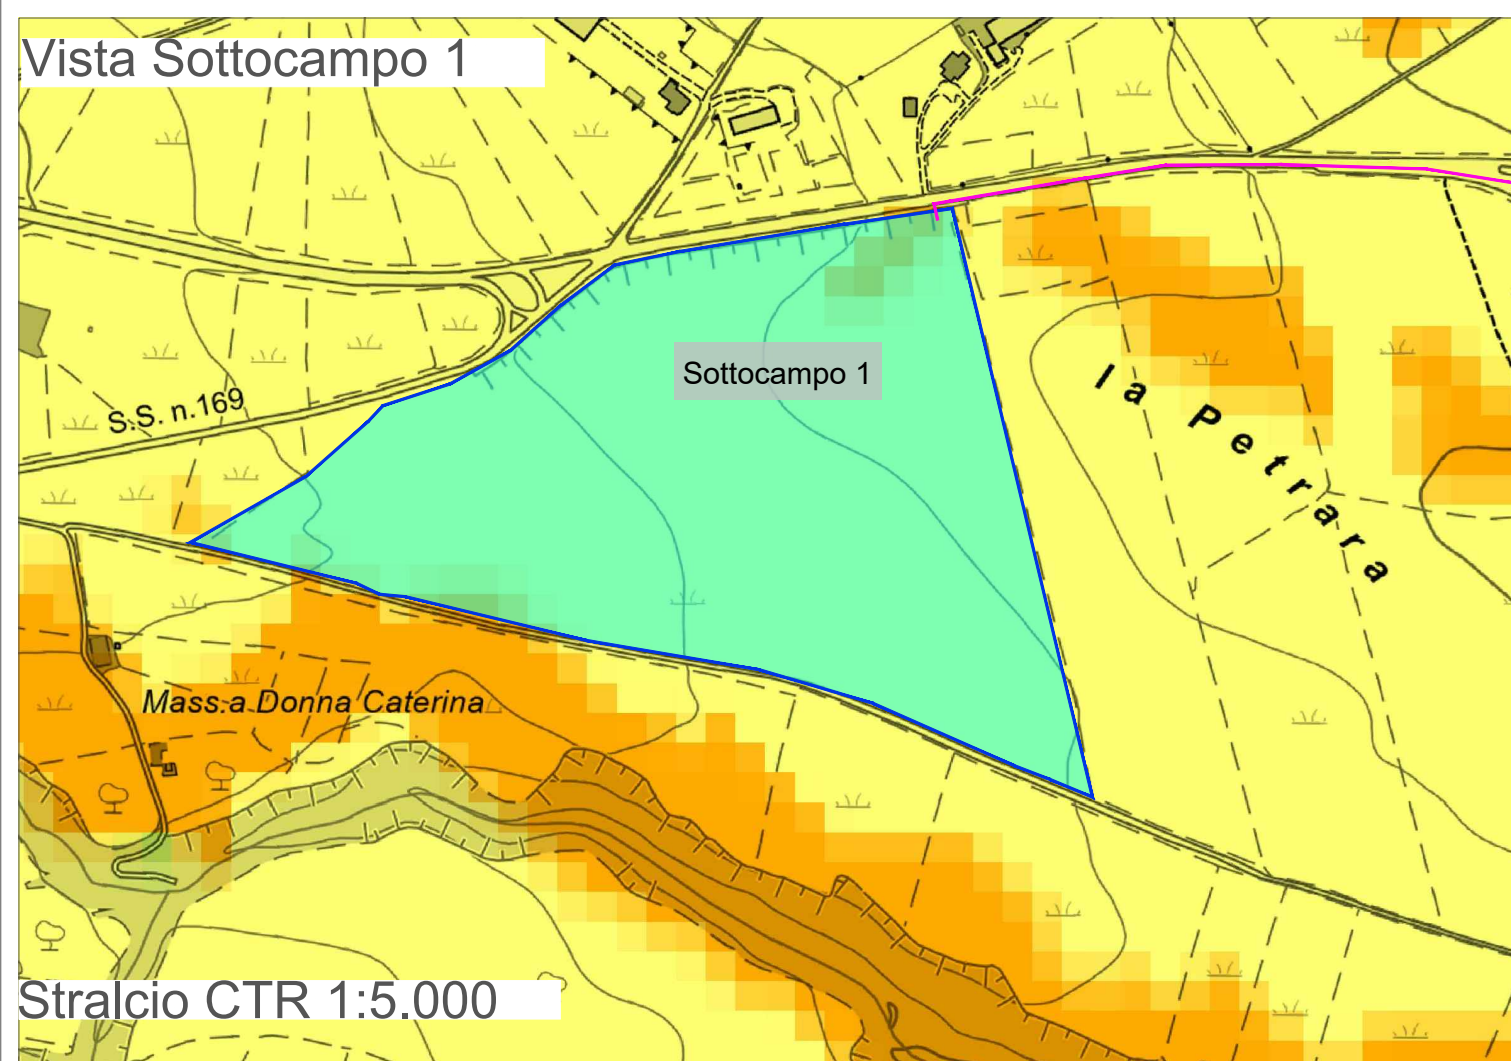 Vista Sottocampo 1
Sottocampo 1
S.S. n.169
la Petrara
Mass.a Donna Caterina
Stralcio CTR 1:5.000